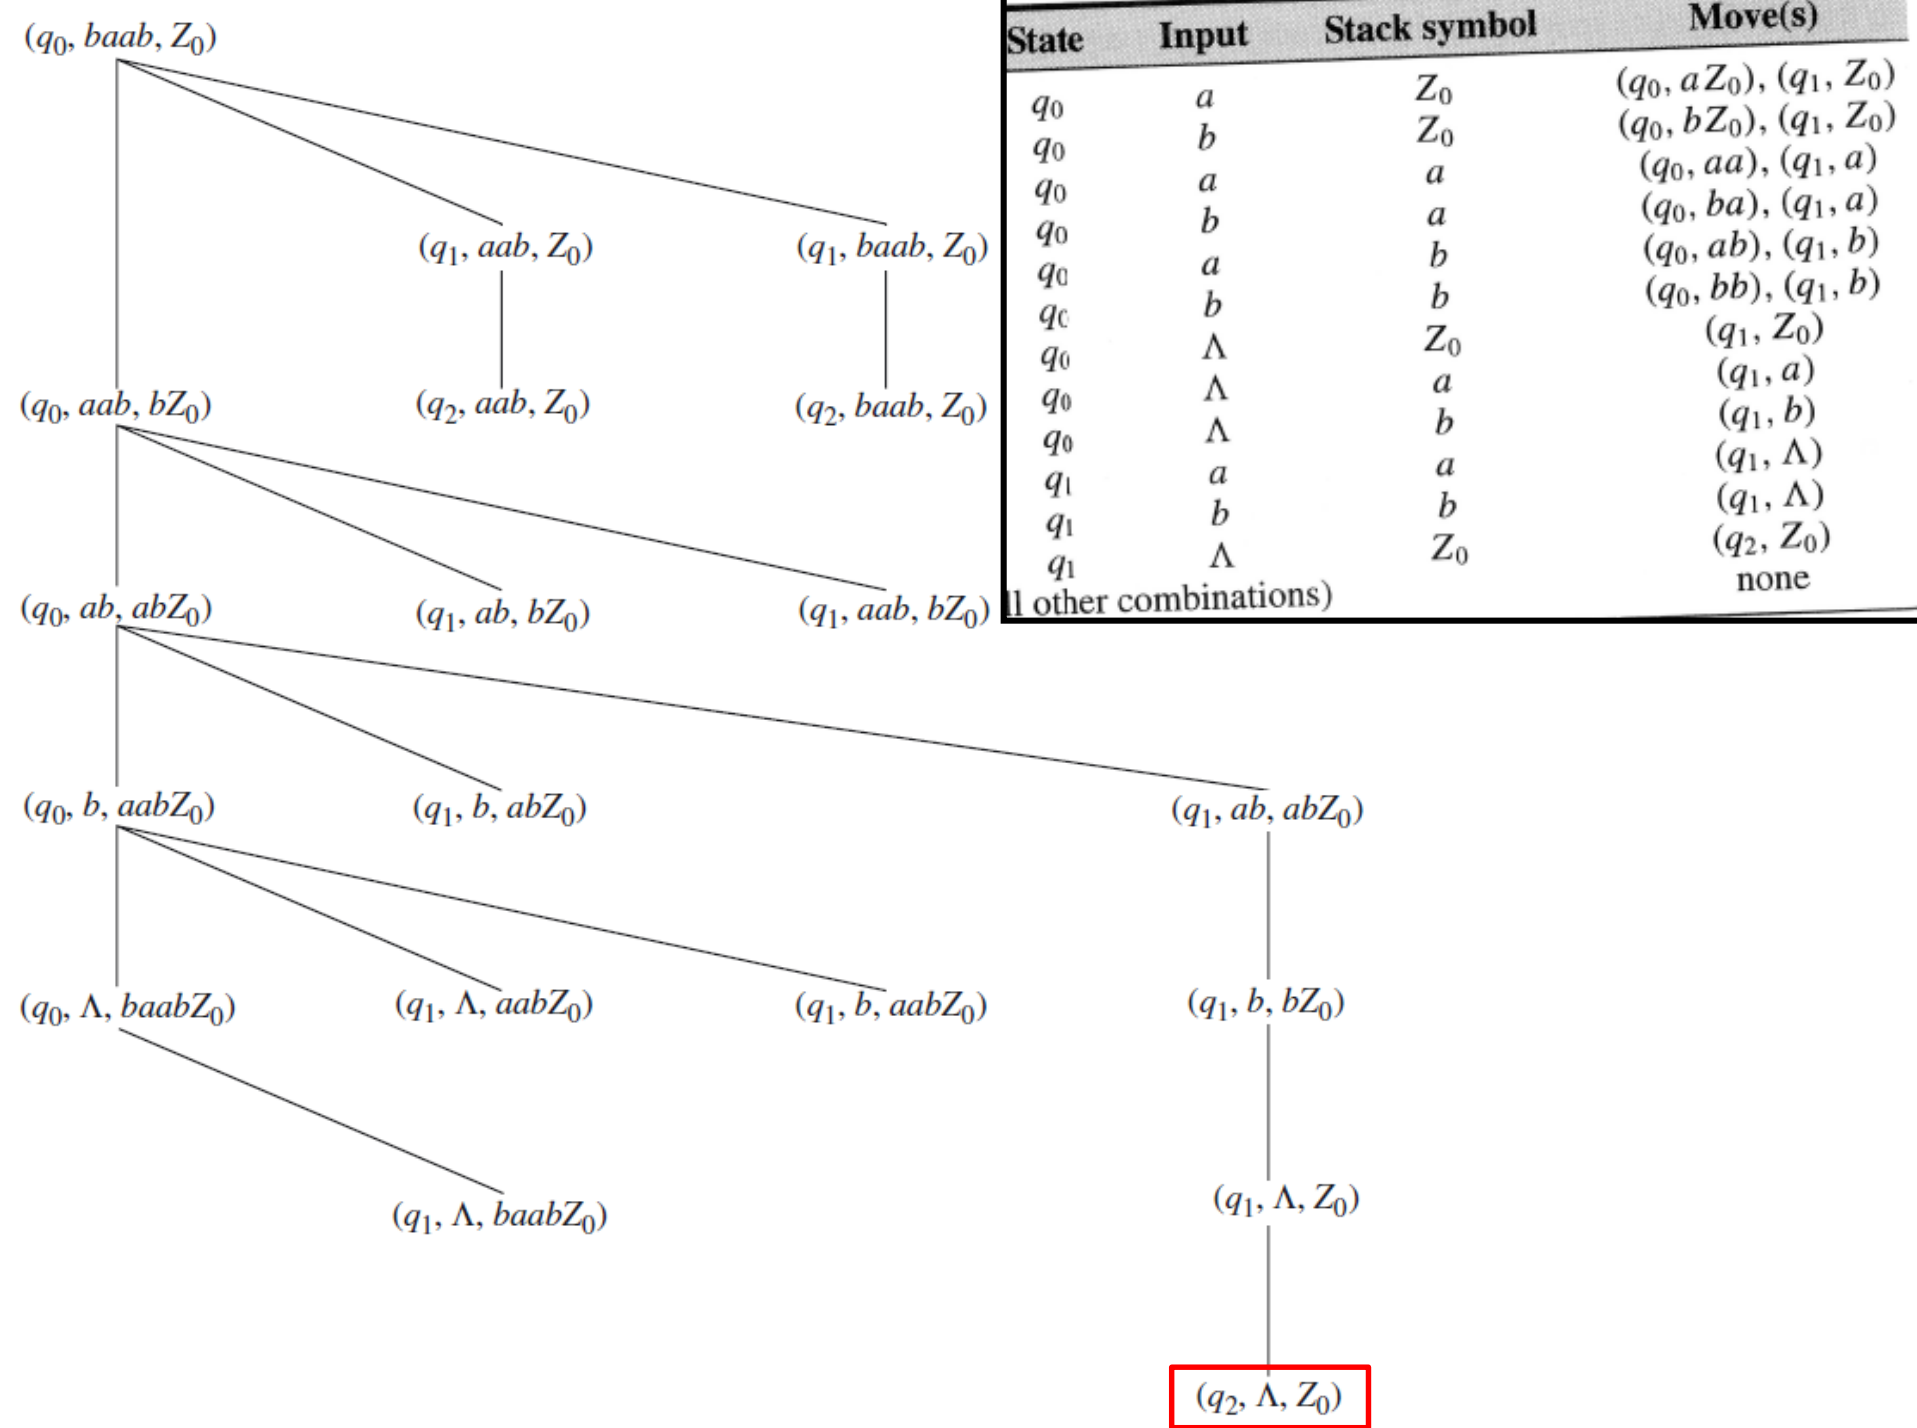 (q₀, baab, Z₀)
(q₁, aab, Z₀) (q₁, baab, Z₀)
(q₀, aab, bZ₀) (q₂, aab, Z₀) (q₂, baab, Z₀)
(q₀, ab, abZ₀) (q₁, ab, bZ₀) (q₁, aab, bZ₀)
(q₀, b, aabZ₀) (q₁, b, abZ₀) (q₁, ab, abZ₀)
(q₀, Λ, baabZ₀) (q₁, Λ, aabZ₀) (q₁, b, aabZ₀) (q₁, b, bZ₀)
(q₁, Λ, baabZ₀) (q₁, Λ, Z₀)
(q₂, Λ, Z₀)
State Input Stack symbol Move(s)
q₀ a Z₀ (q₀, aZ₀), (q₁, Z₀)
q₀ b Z₀ (q₀, bZ₀), (q₁, Z₀)
q₀ a a (q₀, aa), (q₁, a)
q₀ b a (q₀, ba), (q₁, a)
q₀ a b (q₀, ab), (q₁, b)
q₀ b b (q₀, bb), (q₁, b)
q₀ Λ Z₀ (q₁, Z₀)
q₀ Λ a (q₁, a)
q₀ Λ b (q₁, b)
q₁ a a (q₁, Λ)
q₁ b b (q₁, Λ)
q₁ Λ Z₀ (q₂, Z₀)
ll other combinations) none